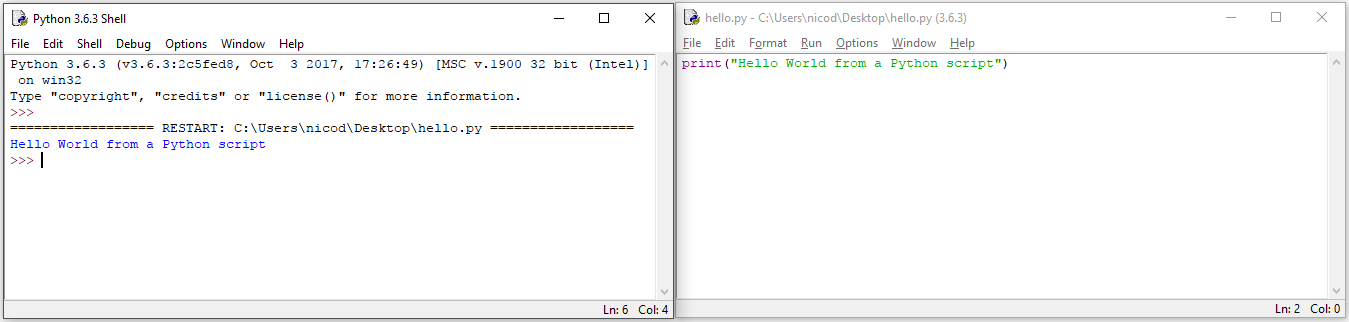 Python 3.6.3 Shell
File Edit Shell Debug Options Window Help
Python 3.6.3 (v3.6.3:2c5fed8, Oct  3 2017, 17:26:49) [MSC v.1900 32 bit (Intel)]
 on win32
Type "copyright", "credits" or "license()" for more information.
>>>
================== RESTART: C:\Users\nicod\Desktop\hello.py ==================
Hello World from a Python script
>>>
Ln: 6 Col: 4
hello.py - C:\Users\nicod\Desktop\hello.py (3.6.3)
File Edit Format Run Options Window Help
print("Hello World from a Python script")
Ln: 2 Col: 0